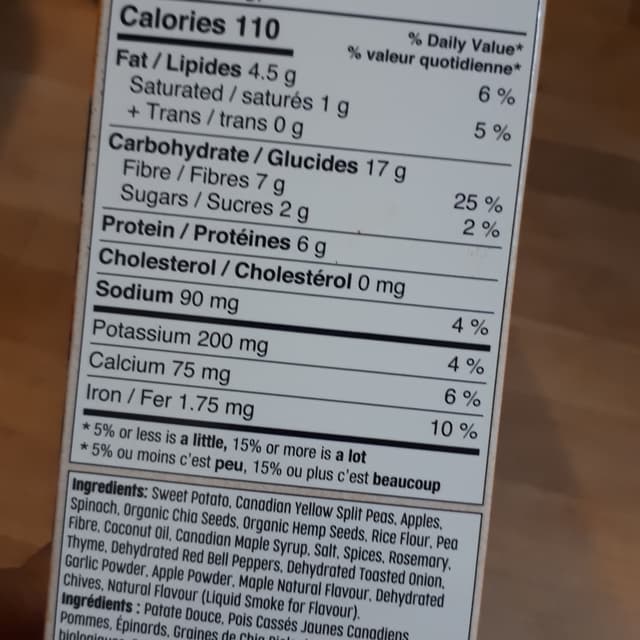 Calories 110
% Daily Value*
% valeur quotidienne*
Fat / Lipides 4.5 g 6 %
Saturated / saturés 1 g
+ Trans / trans 0 g 5 %
Carbohydrate / Glucides 17 g
Fibre / Fibres 7 g 25 %
Sugars / Sucres 2 g 2 %
Protein / Protéines 6 g
Cholesterol / Cholestérol 0 mg
Sodium 90 mg 4 %
Potassium 200 mg 4 %
Calcium 75 mg 6 %
Iron / Fer 1.75 mg 10 %
* 5% or less is a little, 15% or more is a lot
* 5% ou moins c'est peu, 15% ou plus c'est beaucoup
Ingredients: Sweet Potato, Canadian Yellow Split Peas, Apples,
Spinach, Organic Chia Seeds, Organic Hemp Seeds, Rice Flour, Pea
Fibre, Coconut Oil, Canadian Maple Syrup, Salt, Spices, Rosemary,
Thyme, Dehydrated Red Bell Peppers, Dehydrated Toasted Onion,
Garlic Powder, Apple Powder, Maple Natural Flavour, Dehydrated
Chives, Natural Flavour (Liquid Smoke for Flavour).
Ingrédients : Patate Douce, Pois Cassés Jaunes Canadiens
Pommes, Épinards, Graines de Chia